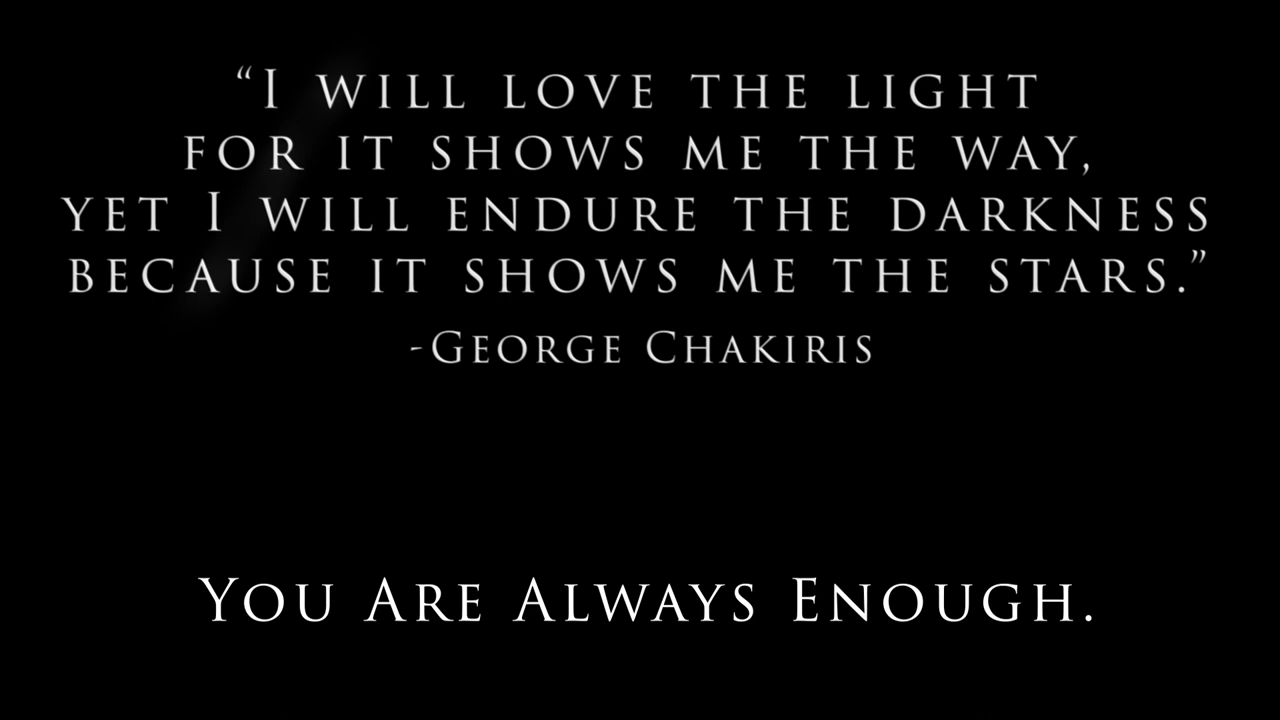 “I WILL LOVE THE LIGHT
FOR IT SHOWS ME THE WAY,
YET I WILL ENDURE THE DARKNESS
BECAUSE IT SHOWS ME THE STARS.”
-GEORGE CHAKIRIS
YOU ARE ALWAYS ENOUGH.